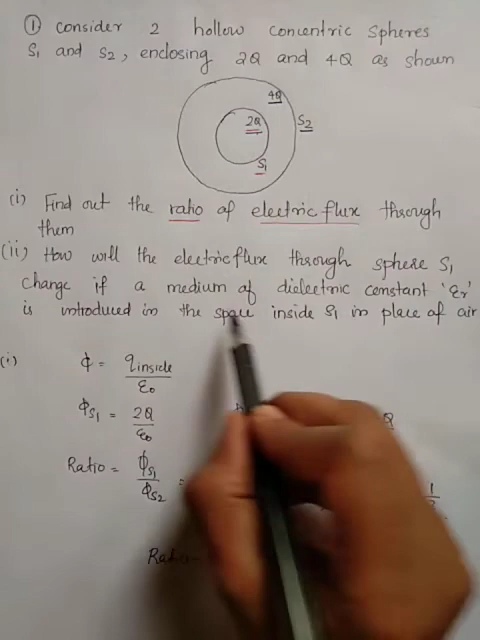 ① consider 2 hollow concentric spheres
S₁ and S₂, enclosing 2Q and 4Q as shown
4Q
2Q
S₂
S₁
(i) Find out the ratio of electric flux through
them
(ii) How will the electric flux through sphere S₁
change if a medium of dielectric constant 'εr'
is introduced in the space inside S₁ in place of air
(i) ϕ = qinside/ε₀
ϕS₁ = 2Q/ε₀
Ratio = ϕS₁/ϕS₂ =
Ratio